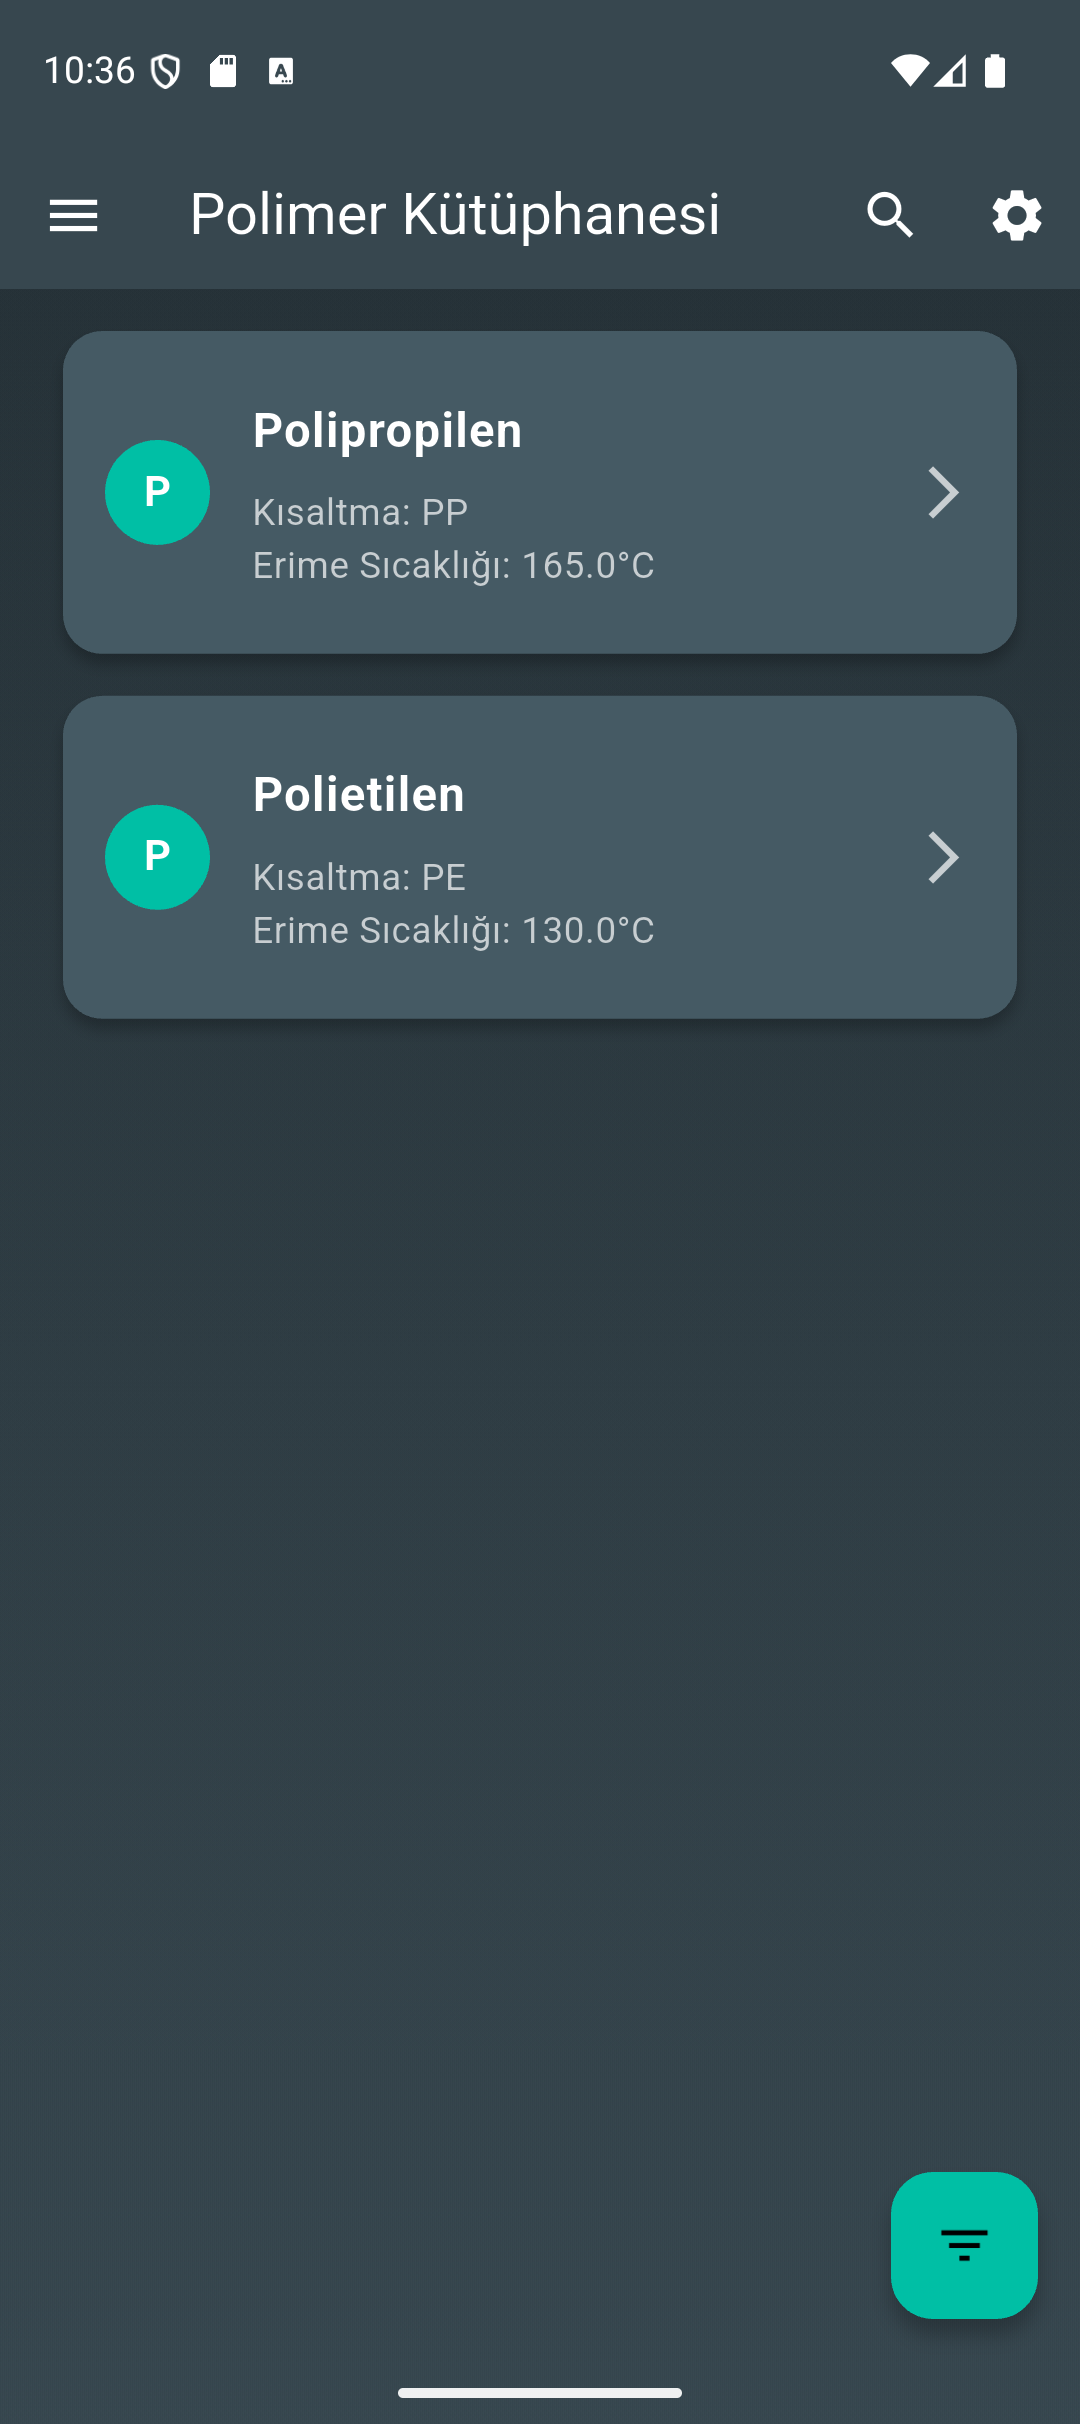 10:36
Polimer Kütüphanesi
P
Polipropilen
Kısaltma: PP
Erime Sıcaklığı: 165.0°C
P
Polietilen
Kısaltma: PE
Erime Sıcaklığı: 130.0°C